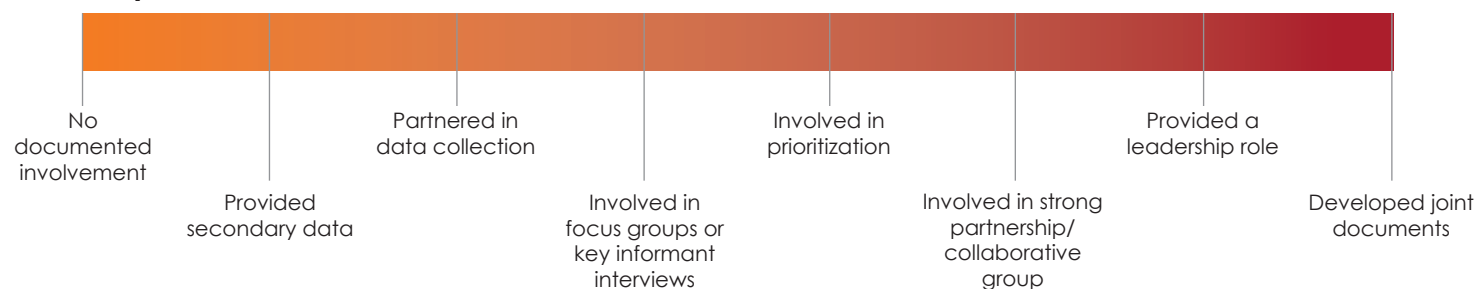 No
documented
involvement
Provided
secondary data
Partnered in
data collection
Involved in
focus groups or
key informant
interviews
Involved in
prioritization
Involved in strong
partnership/
collaborative
group
Provided a
leadership role
Developed joint
documents